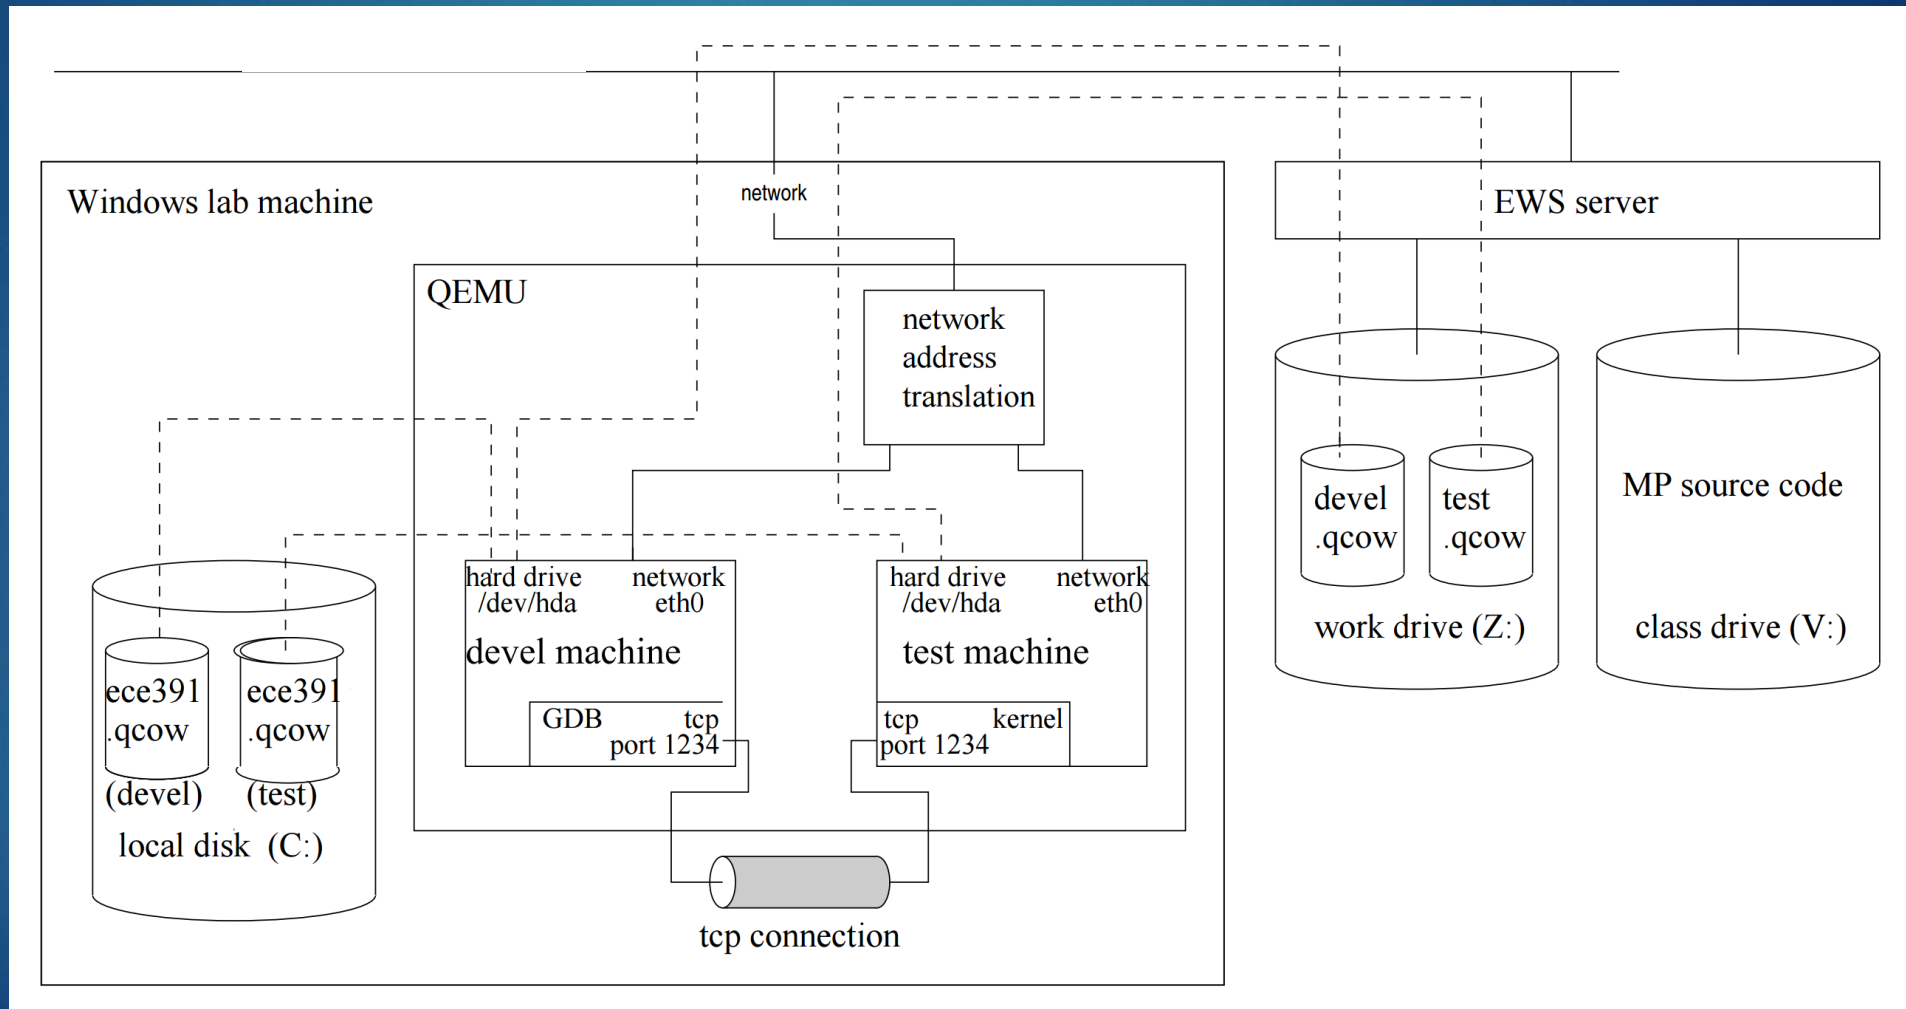 Windows lab machine
network
EWS server
QEMU
network
address
translation
devel
.qcow
test
.qcow
MP source code
work drive (Z:)
class drive (V:)
hard drive
/dev/hda
network
eth0
devel machine
GDB
tcp
port 1234
hard drive
/dev/hda
network
eth0
test machine
tcp
port 1234
kernel
ece391
.qcow
(devel)
ece391
.qcow
(test)
local disk (C:)
tcp connection